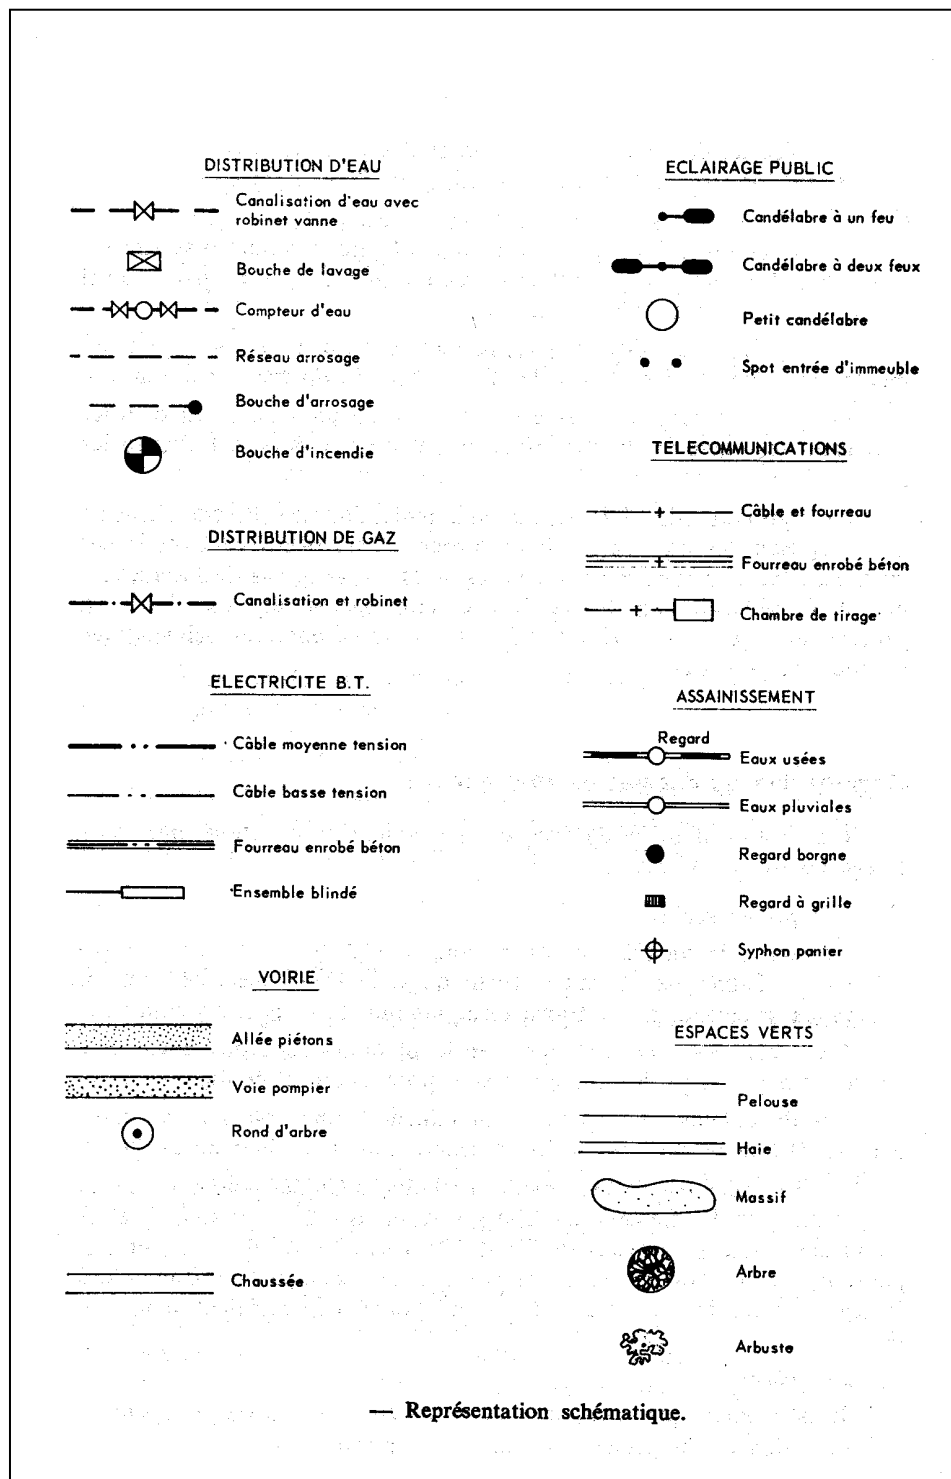 DISTRIBUTION D'EAU
Canalisation d'eau avec
robinet vanne
Bouche de lavage
Compteur d'eau
Réseau arrosage
Bouche d'arrosage
Bouche d'incendie
DISTRIBUTION DE GAZ
Canalisation et robinet
ELECTRICITE B.T.
Câble moyenne tension
Câble basse tension
Fourreau enrobé béton
Ensemble blindé
VOIRIE
Allée piétons
Voie pompier
Rond d'arbre
Chaussée
ECLAIRAGE PUBLIC
Candélabre à un feu
Candélabre à deux feux
Petit candélabre
Spot entrée d'immeuble
TELECOMMUNICATIONS
Câble et fourreau
Fourreau enrobé béton
Chambre de tirage
ASSAINISSEMENT
Regard
Eaux usées
Eaux pluviales
Regard borgne
Regard à grille
Syphon panier
ESPACES VERTS
Pelouse
Haie
Massif
Arbre
Arbuste
— Représentation schématique.